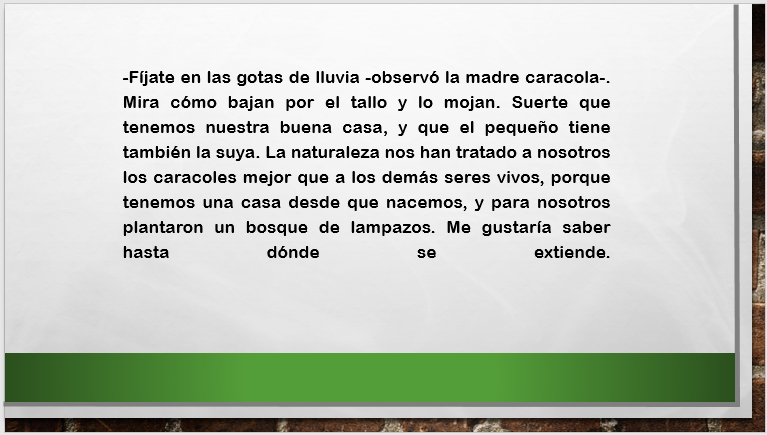 -Fíjate en las gotas de lluvia -observó la madre caracola-.
Mira cómo bajan por el tallo y lo mojan. Suerte que
tenemos nuestra buena casa, y que el pequeño tiene
también la suya. La naturaleza nos han tratado a nosotros
los caracoles mejor que a los demás seres vivos, porque
tenemos una casa desde que nacemos, y para nosotros
plantaron un bosque de lampazos. Me gustaría saber
hasta dónde se extiende.